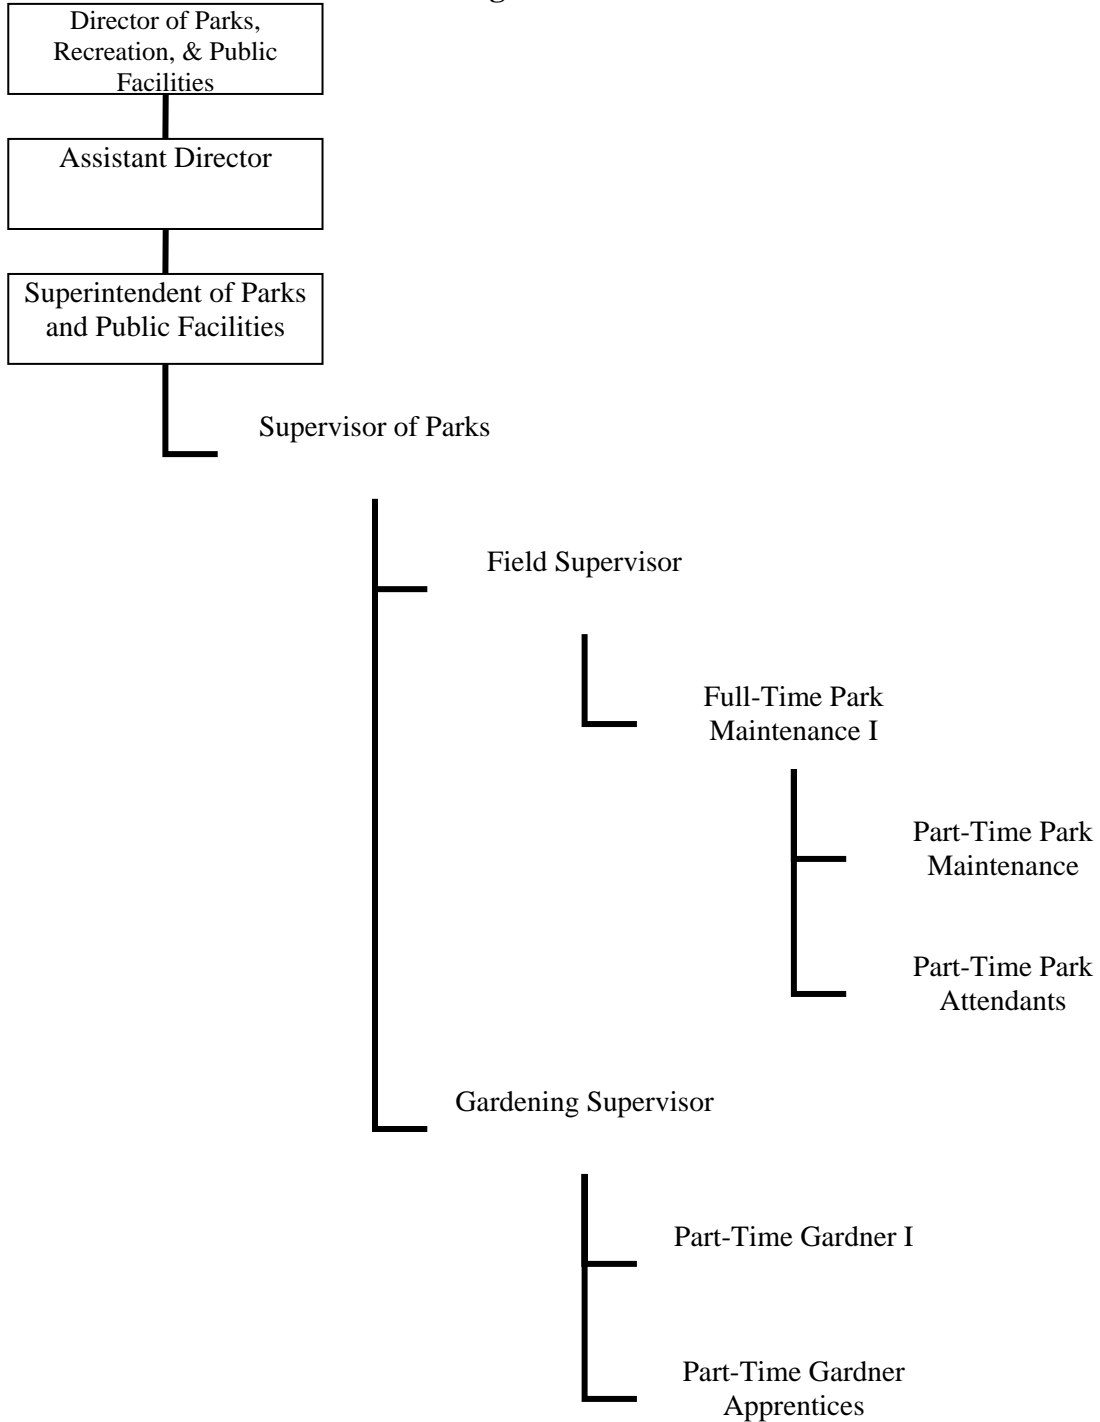 Director of Parks,
Recreation, & Public
Facilities
Assistant Director
Superintendent of Parks
and Public Facilities
Supervisor of Parks
Field Supervisor
Full-Time Park
Maintenance I
Part-Time Park
Maintenance
Part-Time Park
Attendants
Gardening Supervisor
Part-Time Gardner I
Part-Time Gardner
Apprentices